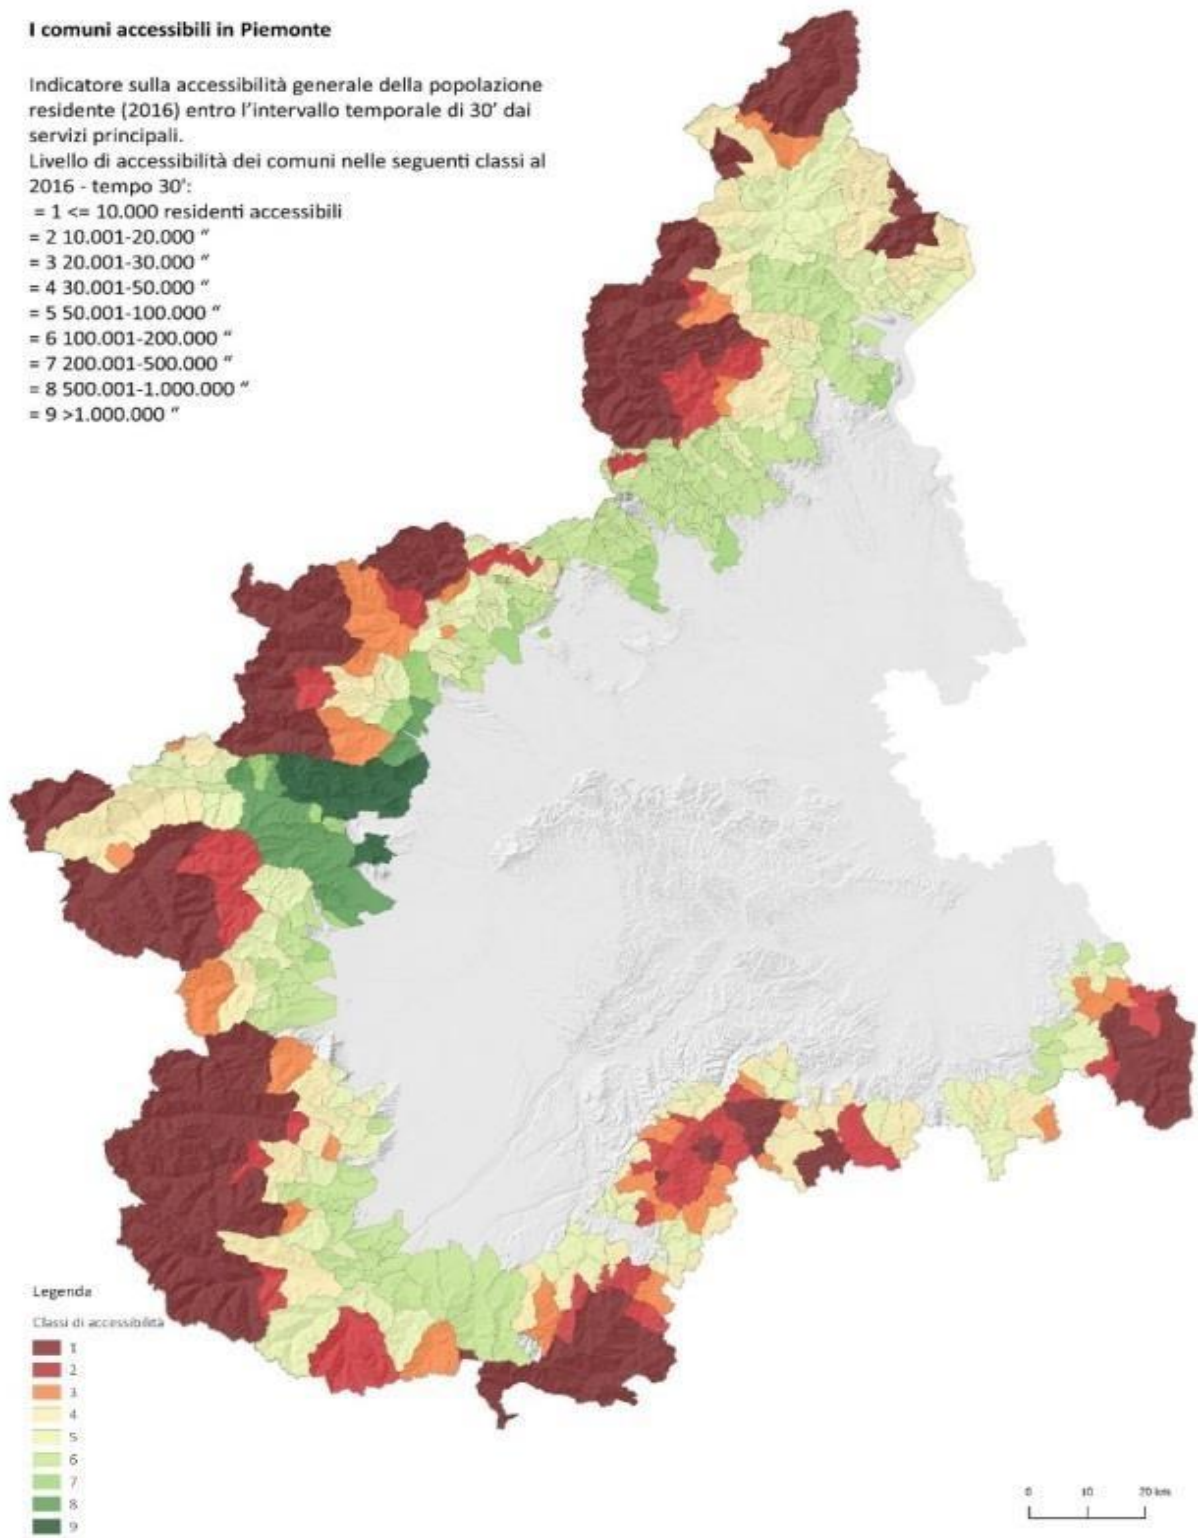 I comuni accessibili in Piemonte
Indicatore sulla accessibilità generale della popolazione
residente (2016) entro l'intervallo temporale di 30' dai
servizi principali.
Livello di accessibilità dei comuni nelle seguenti classi al
2016 - tempo 30':
= 1 <= 10.000 residenti accessibili
= 2 10.001-20.000 "
= 3 20.001-30.000 "
= 4 30.001-50.000 "
= 5 50.001-100.000 "
= 6 100.001-200.000 "
= 7 200.001-500.000 "
= 8 500.001-1.000.000 "
= 9 >1.000.000 "
Legenda
Classi di accessibilità
1
2
3
4
5
6
7
8
9
0 10 20 km